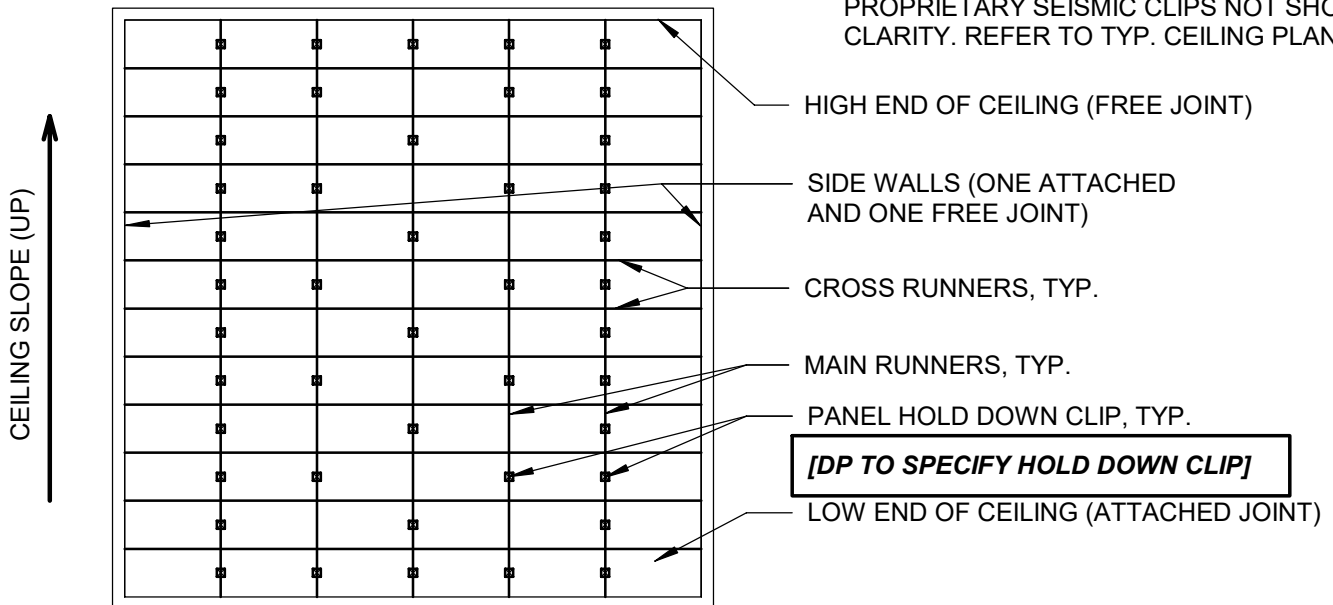 PROPRIETARY SEISMIC CLIPS NOT
CLARITY. REFER TO TYP. CEILING PLAN
HIGH END OF CEILING (FREE JOINT)
SIDE WALLS (ONE ATTACHED
AND ONE FREE JOINT)
CROSS RUNNERS, TYP.
MAIN RUNNERS, TYP.
PANEL HOLD DOWN CLIP, TYP.
[DP TO SPECIFY HOLD DOWN CLIP]
LOW END OF CEILING (ATTACHED JOINT)
CEILING SLOPE (UP)